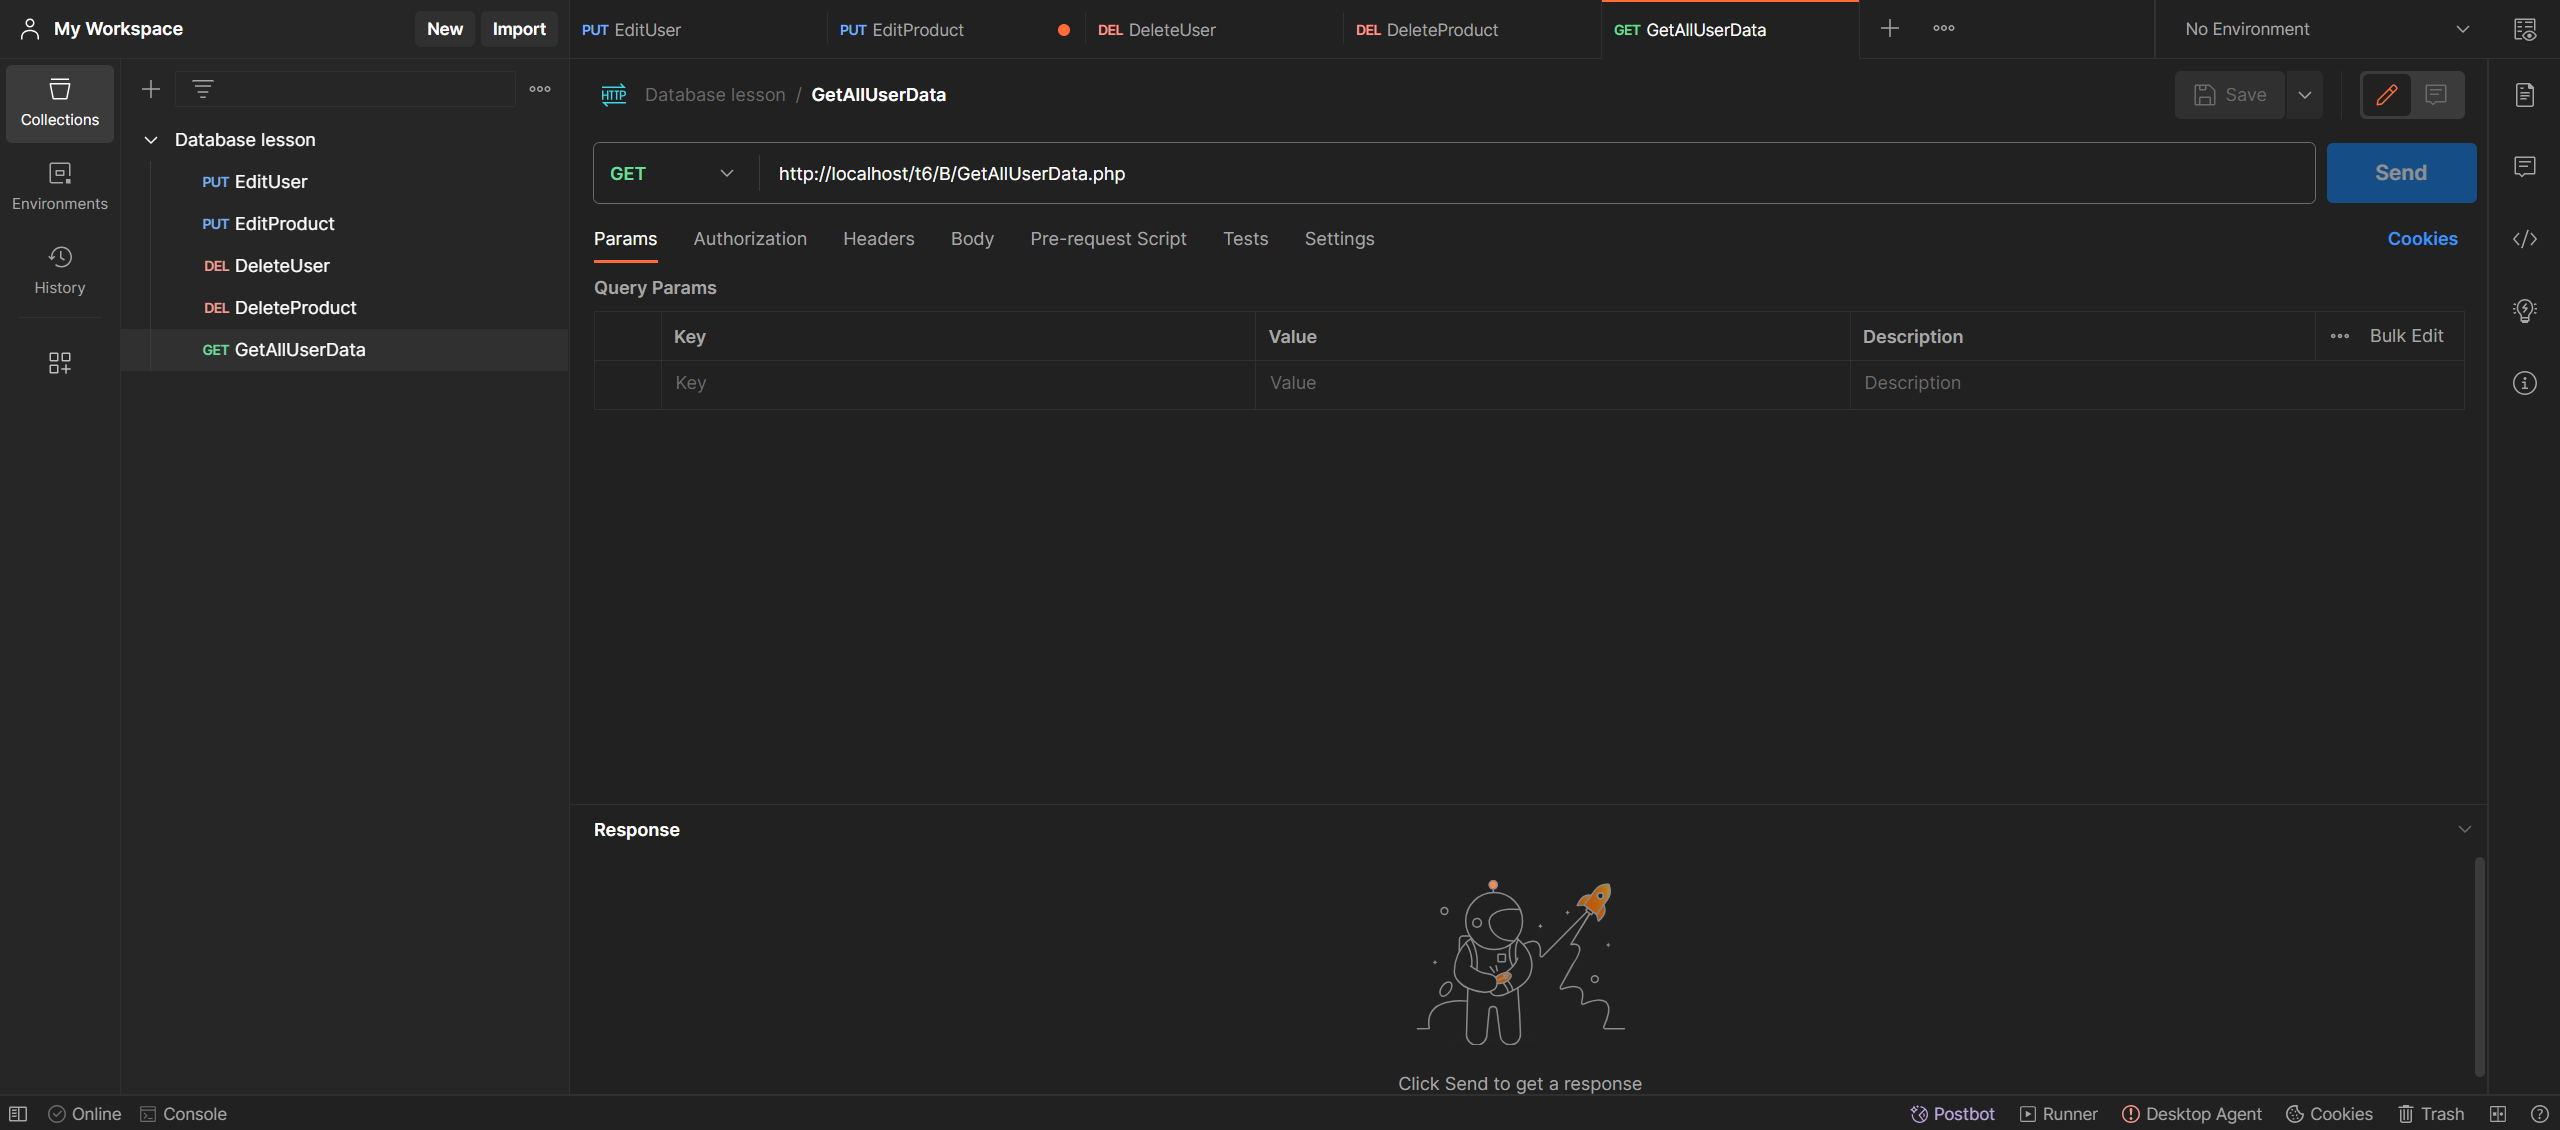 My Workspace
New
Import
PUT EditUser
PUT EditProduct
DEL DeleteUser
DEL DeleteProduct
GET GetAllUserData
No Environment
Collections
Environments
History
Database lesson
PUT EditUser
PUT EditProduct
DEL DeleteUser
DEL DeleteProduct
GET GetAllUserData
HTTP
Database lesson / GetAllUserData
Save
GET
http://localhost/t6/B/GetAllUserData.php
Send
Params
Authorization
Headers
Body
Pre-request Script
Tests
Settings
Cookies
Query Params
Key
Value
Description
Bulk Edit
Key
Value
Description
Response
Click Send to get a response
Online
Console
Postbot
Runner
Desktop Agent
Cookies
Trash